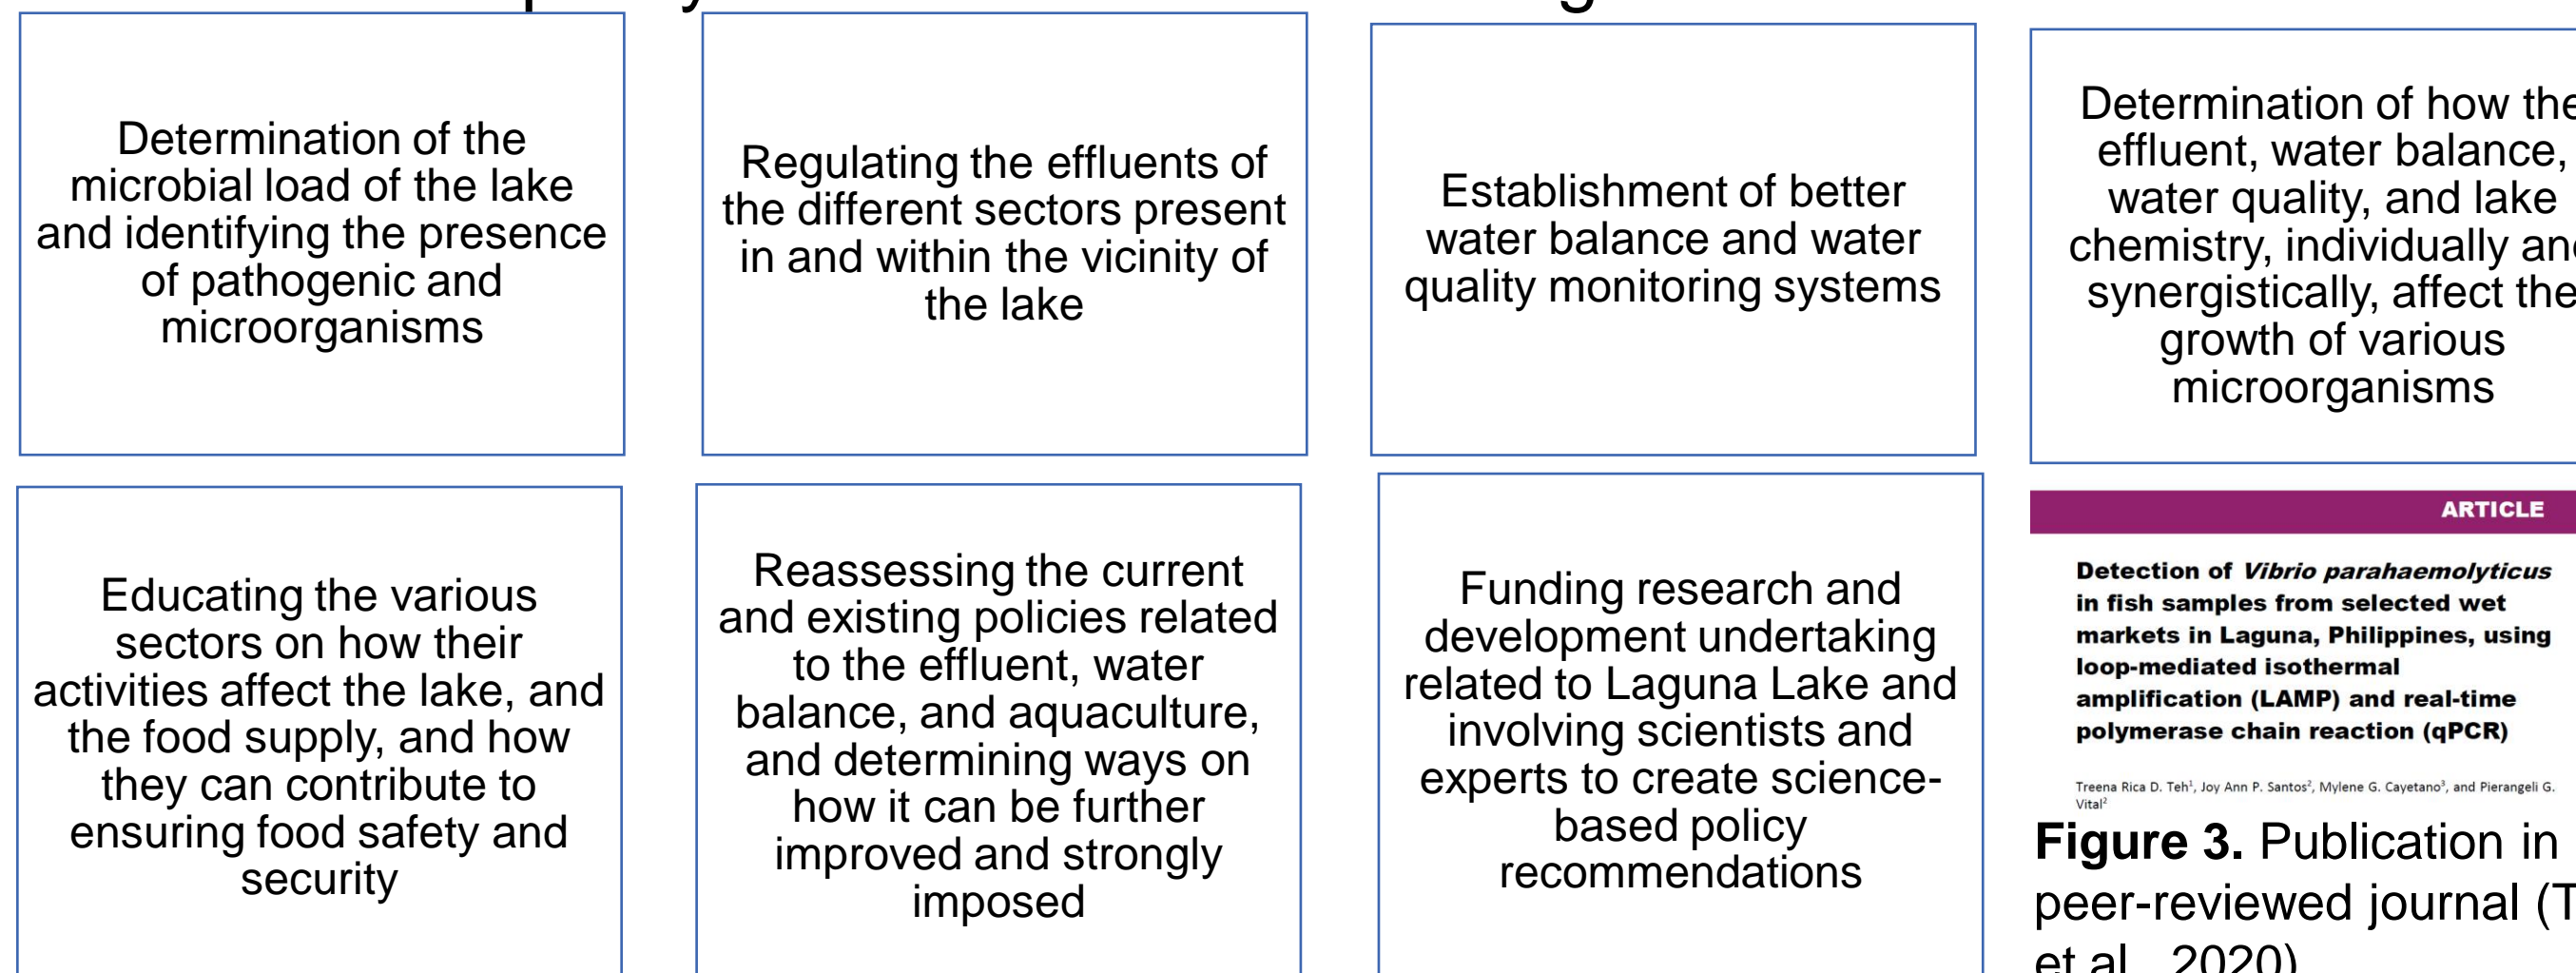 Determination of the
microbial load of the lake
and identifying the presence
of pathogenic and
microorganisms
Regulating the effluents of
the different sectors present
in and within the vicinity of
the lake
Establishment of better
water balance and water
quality monitoring systems
Determination of how the
effluent, water balance,
water quality, and lake
chemistry, individually and
synergistically, affect the
growth of various
microorganisms
Educating the various
sectors on how their
activities affect the lake, and
the food supply, and how
they can contribute to
ensuring food safety and
security
Reassessing the current
and existing policies related
to the effluent, water
balance, and aquaculture,
and determining ways on
how it can be further
improved and strongly
imposed
Funding research and
development undertaking
related to Laguna Lake and
involving scientists and
experts to create science-
based policy
recommendations
ARTICLE
Detection of Vibrio parahaemolyticus
in fish samples from selected wet
markets in Laguna, Philippines, using
loop-mediated isothermal
amplification (LAMP) and real-time
polymerase chain reaction (qPCR)
Treena Rica D. Teh¹, Joy Ann P. Santos², Mylene G. Cayetano³, and Pierangeli G.
Vital²
Figure 3. Publication in
peer-reviewed journal (T
et al., 2020)